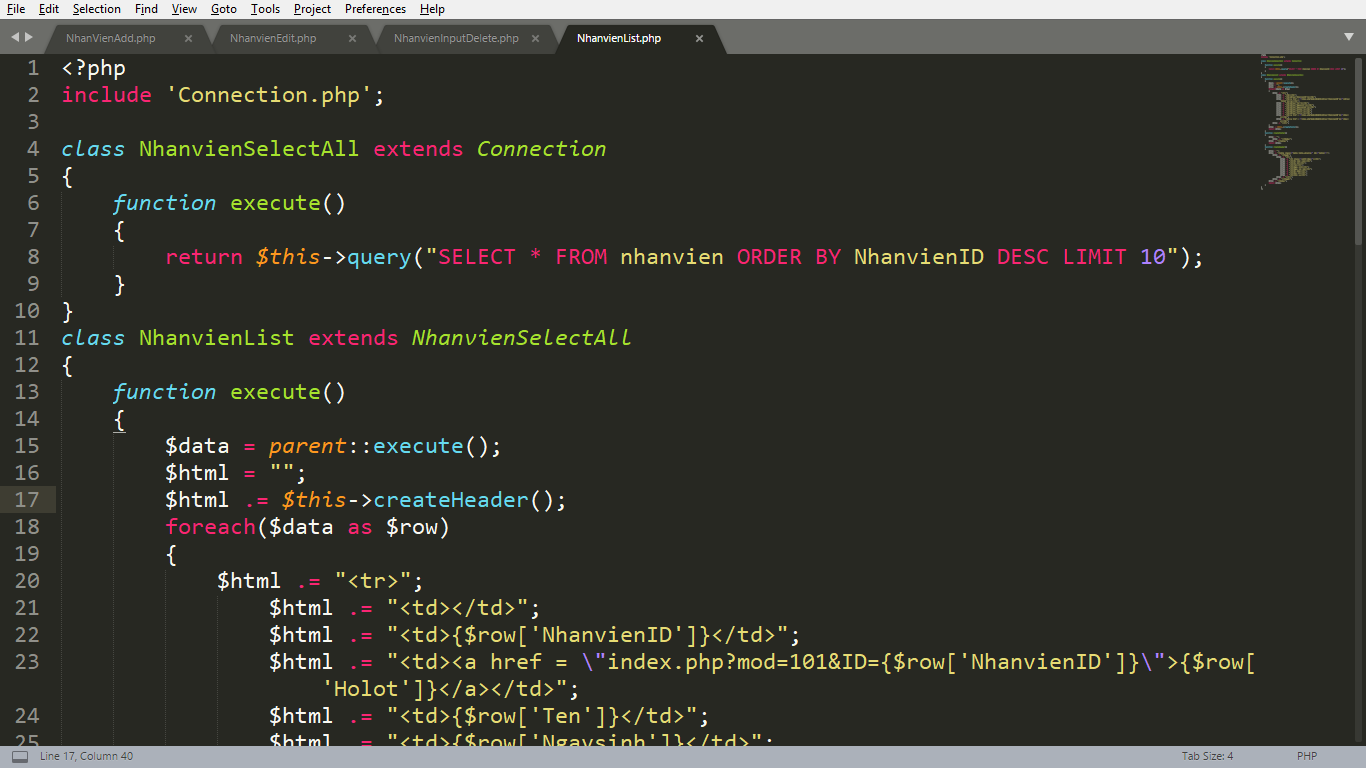 File Edit Selection Find View Goto Tools Project Preferences Help
NhanVienAdd.php × NhanvienEdit.php × NhanvienInputDelete.php × NhanvienList.php ×
1 <?php
2 include 'Connection.php';
3
4 class NhanvienSelectAll extends Connection
5 {
6 function execute()
7 {
8 return $this->query("SELECT * FROM nhanvien ORDER BY NhanvienID DESC LIMIT 10");
9 }
10 }
11 class NhanvienList extends NhanvienSelectAll
12 {
13 function execute()
14 {
15 $data = parent::execute();
16 $html = "";
17 $html .= $this->createHeader();
18 foreach($data as $row)
19 {
20 $html .= "<tr>";
21 $html .= "<td></td>";
22 $html .= "<td>{$row['NhanvienID']}</td>";
23 $html .= "<td><a href = \"index.php?mod=101&ID={$row['NhanvienID']}\">{$row[
'Holot']}</a></td>";
24 $html .= "<td>{$row['Ten']}</td>";
25 $html .= "<td>{$row['Ngaysinh']}</td>";
Line 17, Column 40 Tab Size: 4 PHP